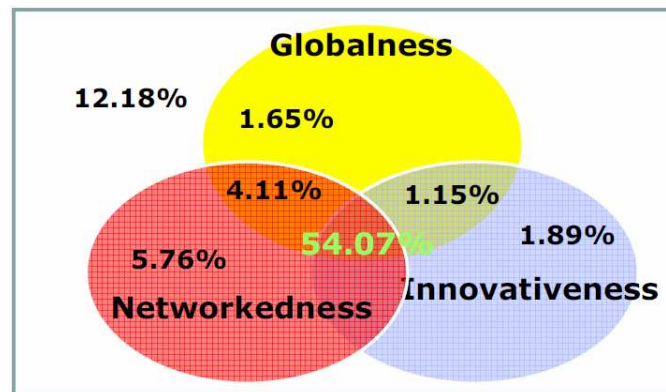 Globalness
12.18%
1.65%
4.11%
1.15%
54.07%
1.89%
5.76%
Innovativeness
Networkedness